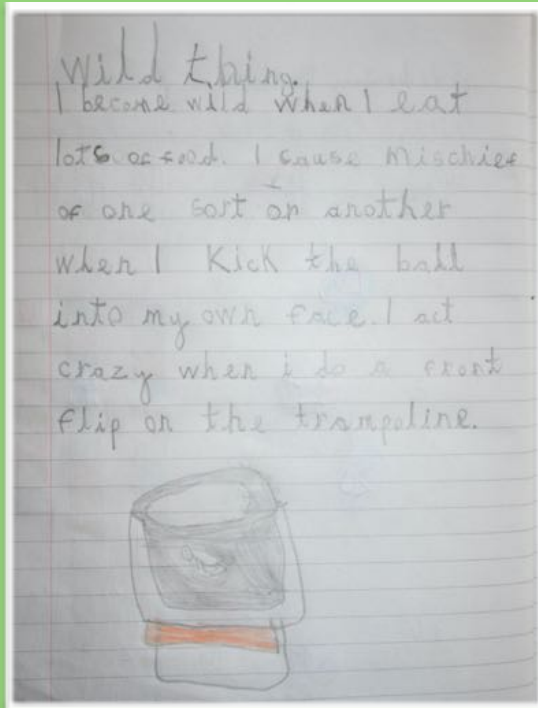 Wild thing.
I become wild when I eat
lots of food. I cause Mischief
of one sort or another
when I Kick the ball
into my own face. I act
crazy when i do a front
flip on the trampoline.